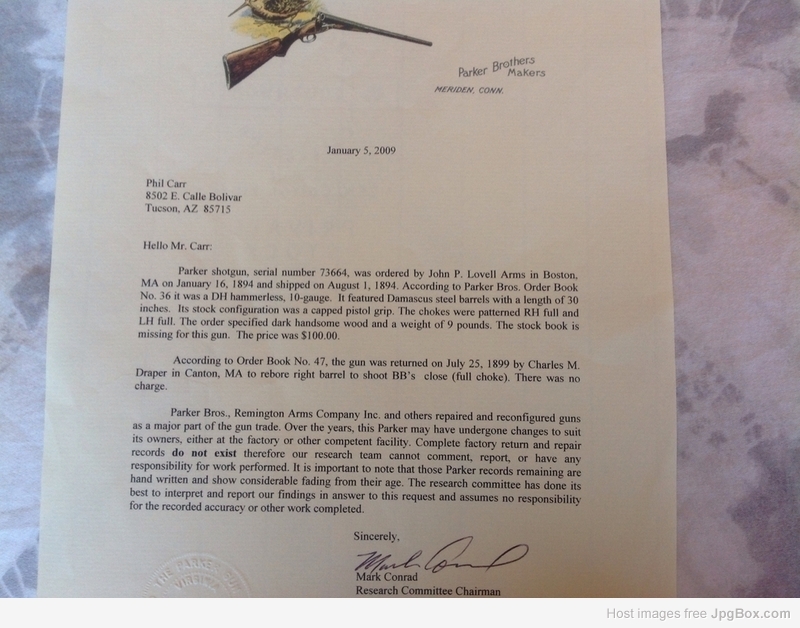 Parker Brothers
Makers
MERIDEN, CONN.
January 5, 2009
Phil Carr
8502 E. Calle Bolivar
Tucson, AZ 85715
Hello Mr. Carr:
Parker shotgun, serial number 73664, was ordered by John P. Lovell Arms in Boston,
MA on January 16, 1894 and shipped on August 1, 1894. According to Parker Bros. Order Book
No. 36 it was a DH hammerless, 10-gauge. It featured Damascus steel barrels with a length of 30
inches. Its stock configuration was a capped pistol grip. The chokes were patterned RH full and
LH full. The order specified dark handsome wood and a weight of 9 pounds. The stock book is
missing for this gun. The price was $100.00.
According to Order Book No. 47, the gun was returned on July 25, 1899 by Charles M.
Draper in Canton, MA to rebore right barrel to shoot BB's close (full choke). There was no
charge.
Parker Bros., Remington Arms Company Inc. and others repaired and reconfigured guns
as a major part of the gun trade. Over the years, this Parker may have undergone changes to suit
its owners, either at the factory or other competent facility. Complete factory return and repair
records do not exist therefore our research team cannot comment, report, or have any
responsibility for work performed. It is important to note that those Parker records remaining are
hand written and show considerable fading from their age. The research committee has done its
best to interpret and report our findings in answer to this request and assumes no responsibility
for the recorded accuracy or other work completed.
Sincerely,
Mark Conrad
Mark Conrad
Research Committee Chairman
THE PARKER GUN
VIRGINIA
Host images free JpgBox.com